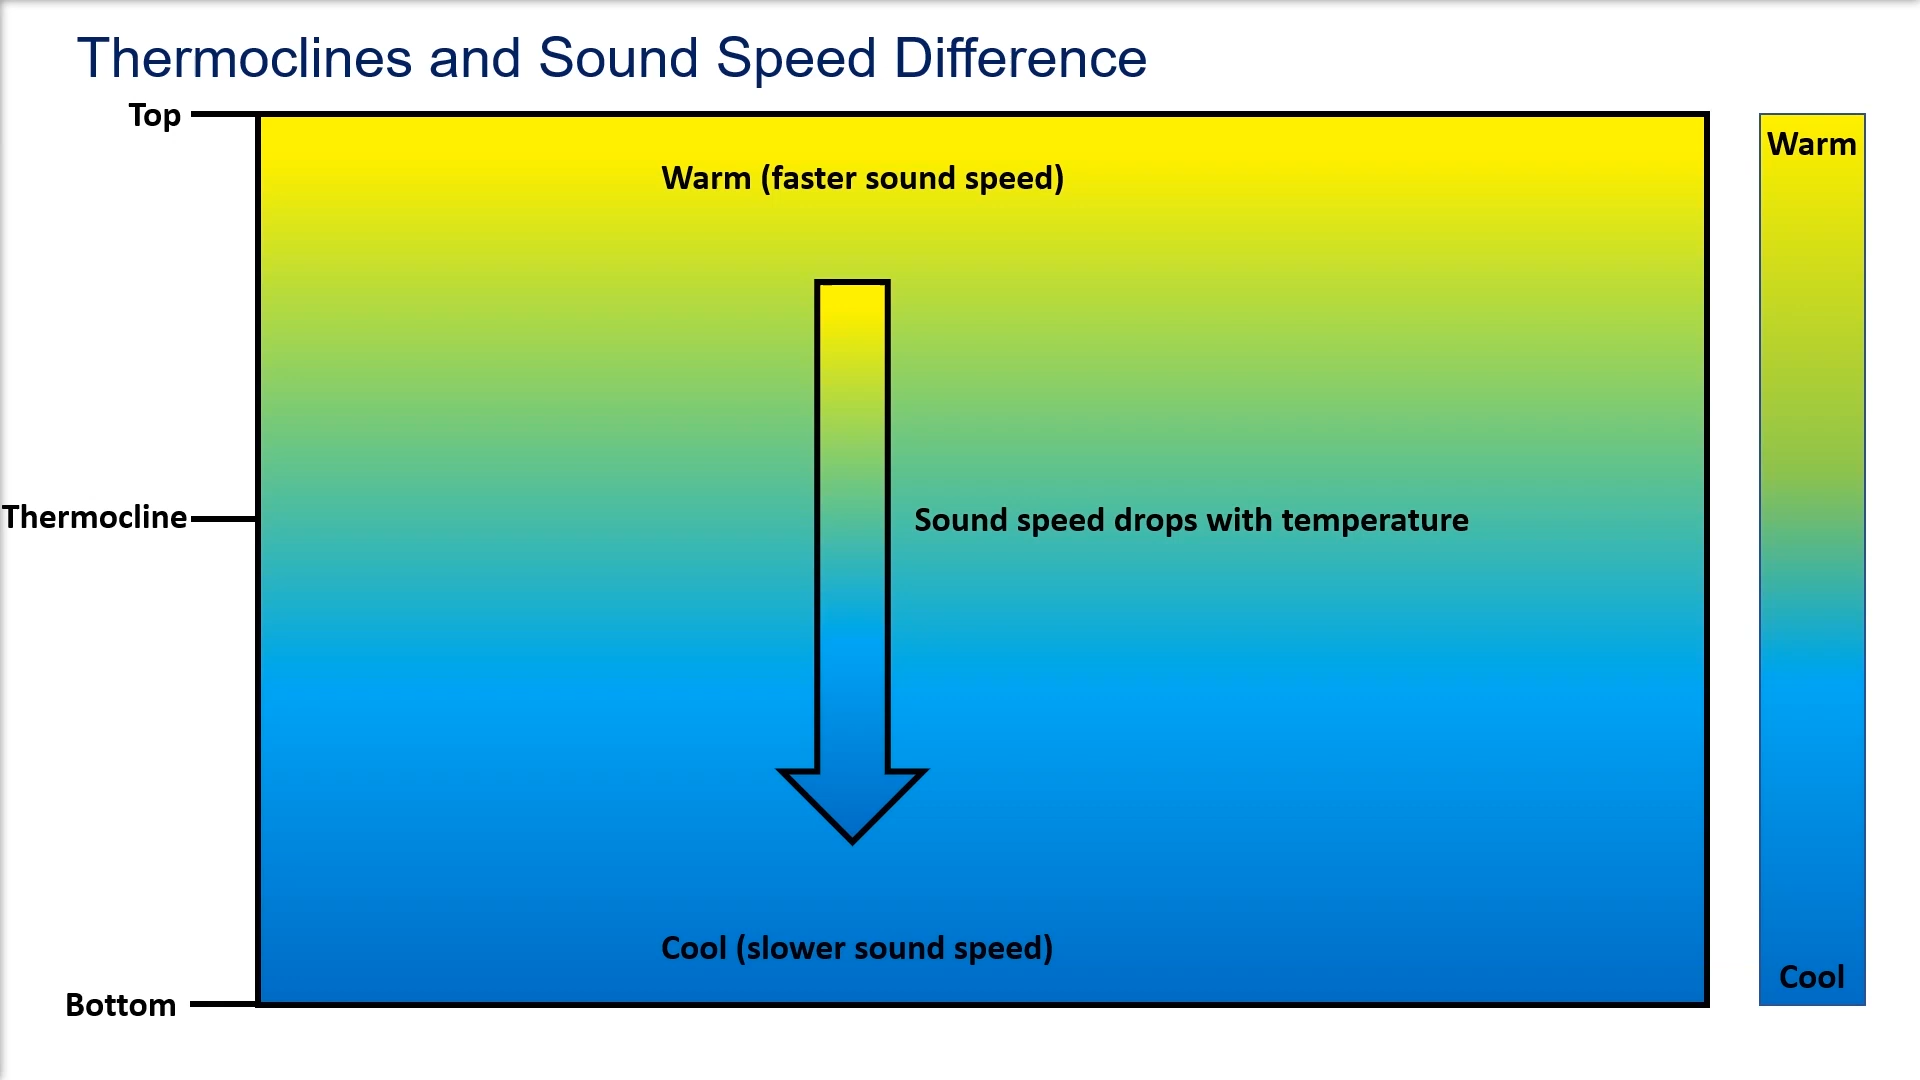 Thermoclines and Sound Speed Difference
Top
Warm
Warm (faster sound speed)
Thermocline
Sound speed drops with temperature
Cool (slower sound speed)
Cool
Bottom